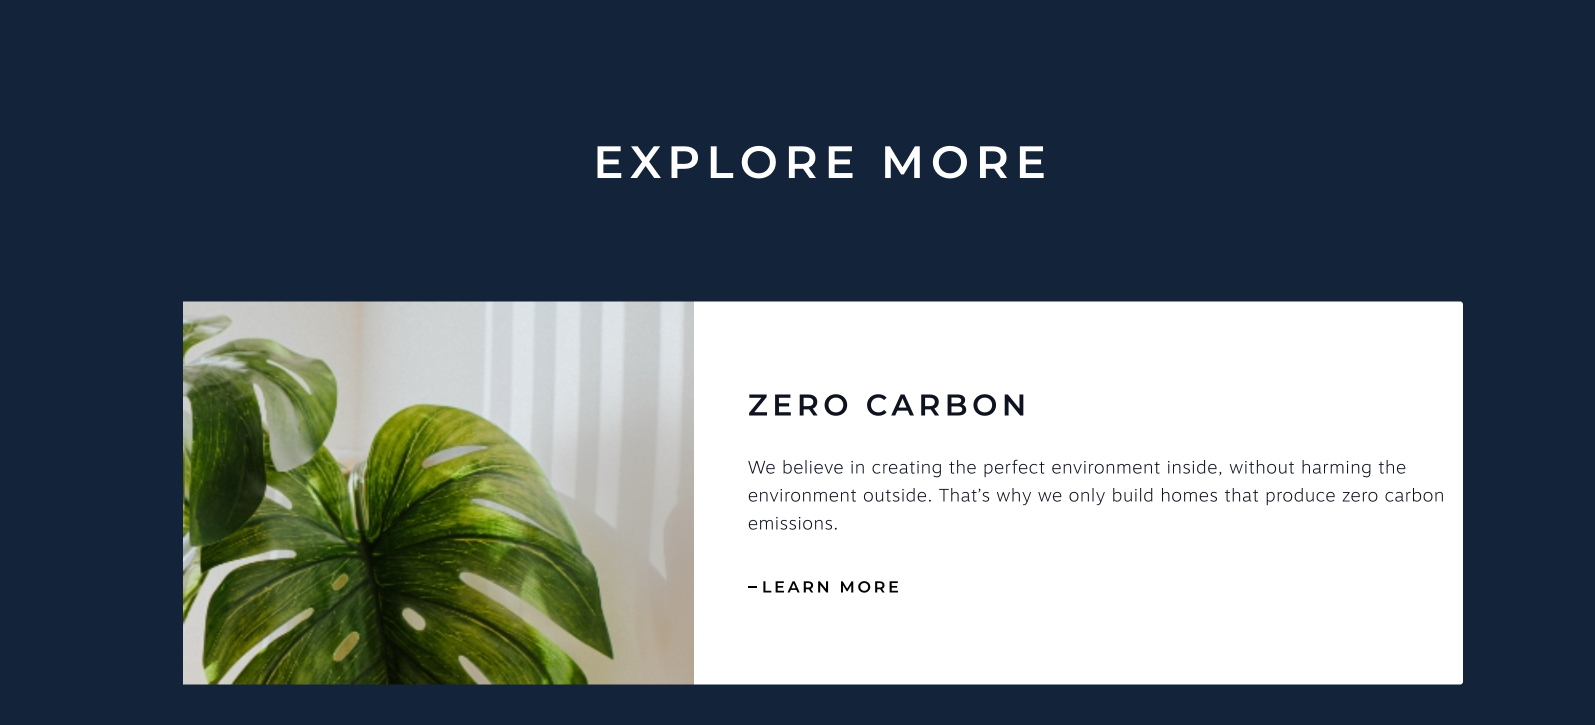 EXPLORE MORE
ZERO CARBON
We believe in creating the perfect environment inside, without harming the
environment outside. That's why we only build homes that produce zero carbon
emissions.
–LEARN MORE